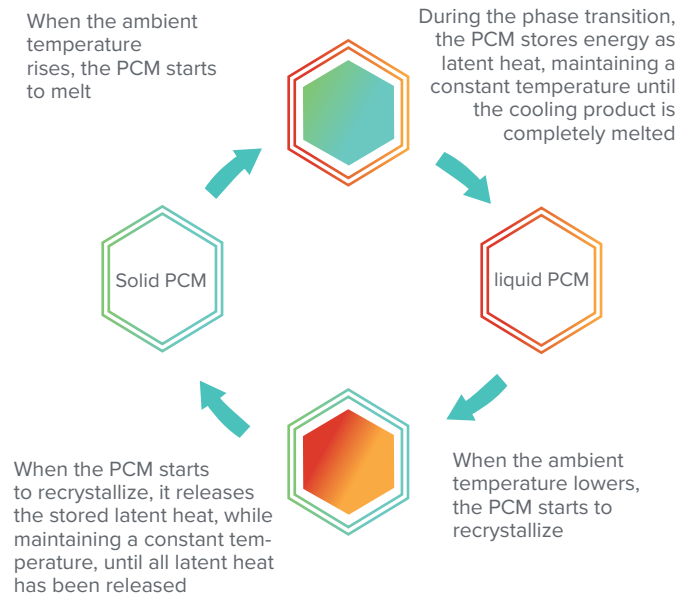 When the ambient
temperature
rises, the PCM starts
to melt
During the phase transition,
the PCM stores energy as
latent heat, maintaining a
constant temperature until
the cooling product is
completely melted
Solid PCM
liquid PCM
When the PCM starts
to recrystallize, it releases
the stored latent heat, while
maintaining a constant tem-
perature, until all latent heat
has been released
When the ambient
temperature lowers,
the PCM starts to
recrystallize